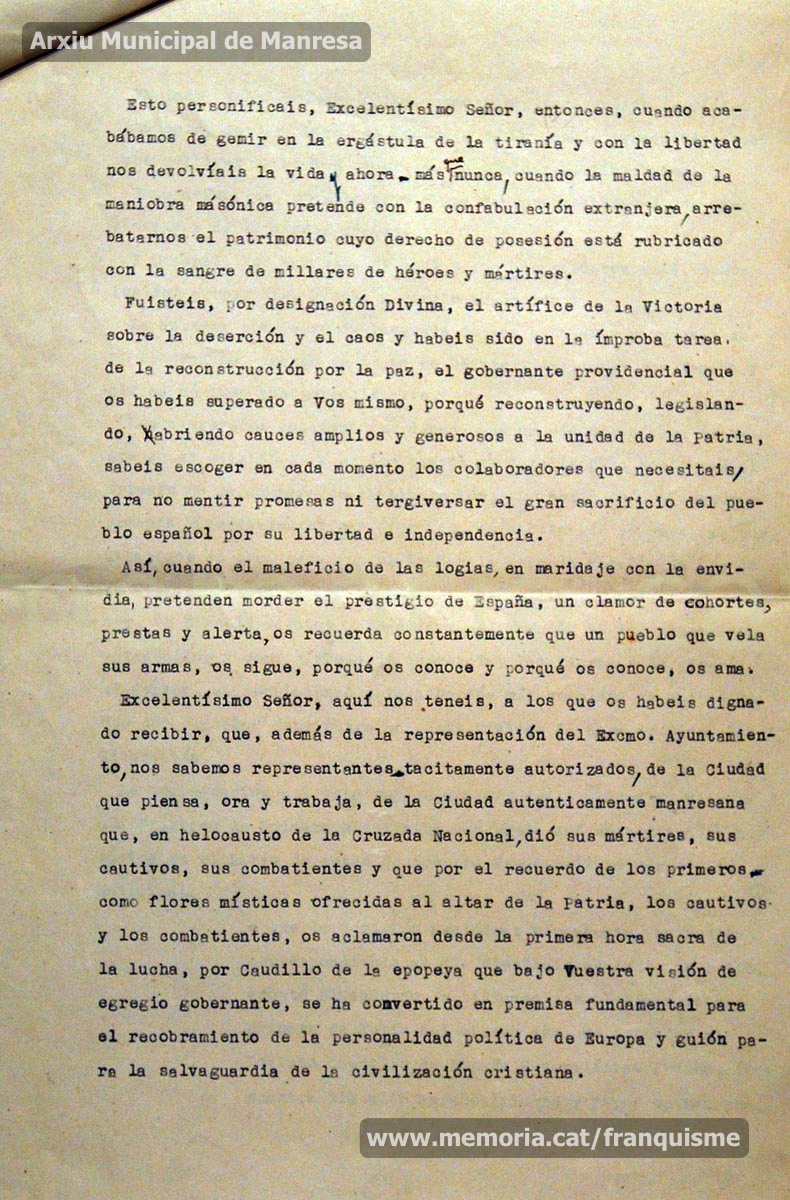 Arxiu Municipal de Manresa
Esto personificais, Excelentísimo Señor, entonces, cuando aca-
bábamos de gemir en la ergástula de la tiranía y con la libertad
nos devolvíais la vida y ahora más que nunca, cuando la maldad de la
maniobra másónica pretende con la confabulación extranjera, arre-
batarnos el patrimonio cuyo derecho de posesión está rubricado
con la sangre de millares de héroes y mártires.
Fuisteis, por designación Divina, el artífice de la Victoria
sobre la deserción y el caos y habeis sido en la ímproba tarea.
de la reconstrucción por la paz, el gobernante providencial que
os habeis superado a Vos mismo, porqué reconstruyendo, legislan-
do, abriendo cauces amplios y generosos a la unidad de la Patria,
sabeis escoger en cada momento los colaboradores que necesitais,
para no mentir promesas ni tergiversar el gran sacrificio del pue-
blo español por su libertad e independencia.
Así, cuando el maleficio de las logias, en maridaje con la envi-
dia, pretenden morder el prestigio de España, un clamor de cohortes,
prestas y alerta, os recuerda constantemente que un pueblo que vela
sus armas, os sigue, porqué os conoce y porqué os conoce, os ama.
Excelentísimo Señor, aquí nos teneis, a los que os habeis digna-
do recibir, que, además de la representación del Excmo. Ayuntamien-
to, nos sabemos representantes tacitamente autorizados, de la Ciudad
que piensa, ora y trabaja, de la Ciudad autenticamente manresana
que, en helocausto de la Cruzada Nacional, dió sus mártires, sus
cautivos, sus combatientes y que por el recuerdo de los primeros
como flores místicas ofrecidas al altar de la Patria, los cautivos
y los combatientes, os aclamaron desde la primera hora sacra de
la lucha, por Caudillo de la epopeya que bajo Vuestra visión de
egregio gobernante, se ha convertido en premisa fundamental para
el recobramiento de la personalidad política de Europa y guión pa-
ra la salvaguardia de la civilización cristiana.
www.memoria.cat/franquisme